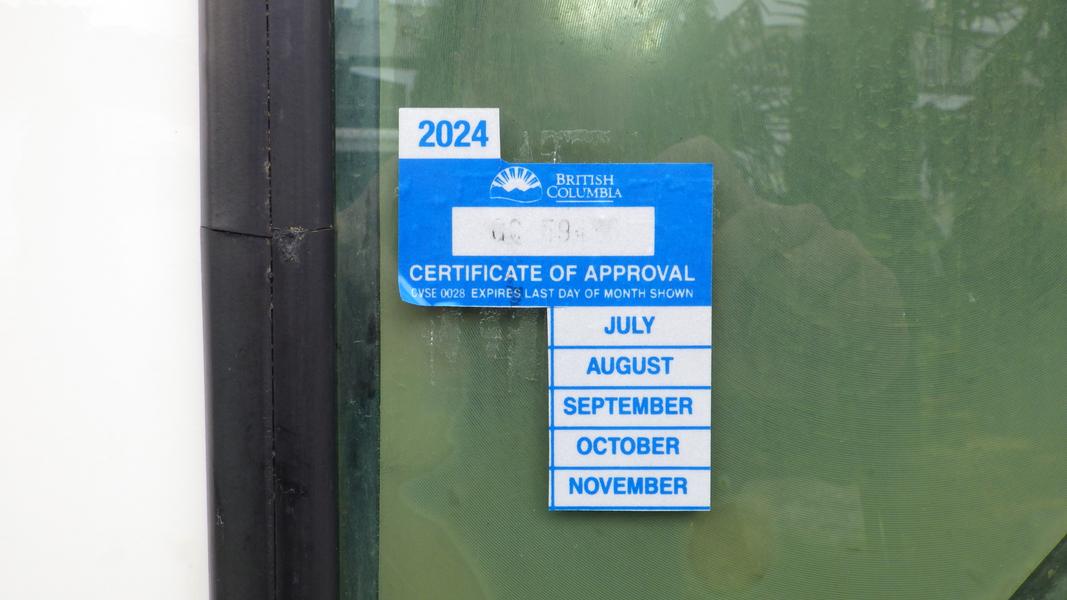 2024
BRITISH
COLUMBIA
CERTIFICATE OF APPROVAL
CVSE 0028 EXPIRES LAST DAY OF MONTH SHOWN
JULY
AUGUST
SEPTEMBER
OCTOBER
NOVEMBER